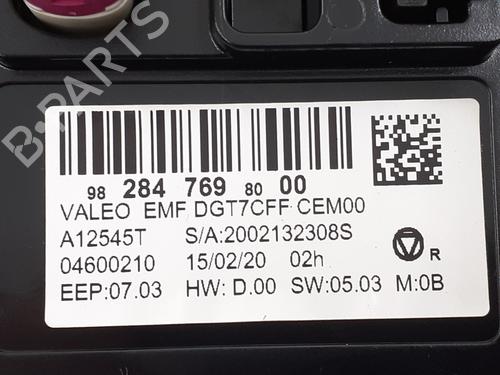 98 284 769 80 00
VALEO EMF DGT7CFF CEM00
A12545T S/A:2002132308S
04600210 15/02/20 02h
EEP:07.03 HW: D.00 SW:05.03 M:0B
R
B-PARTS